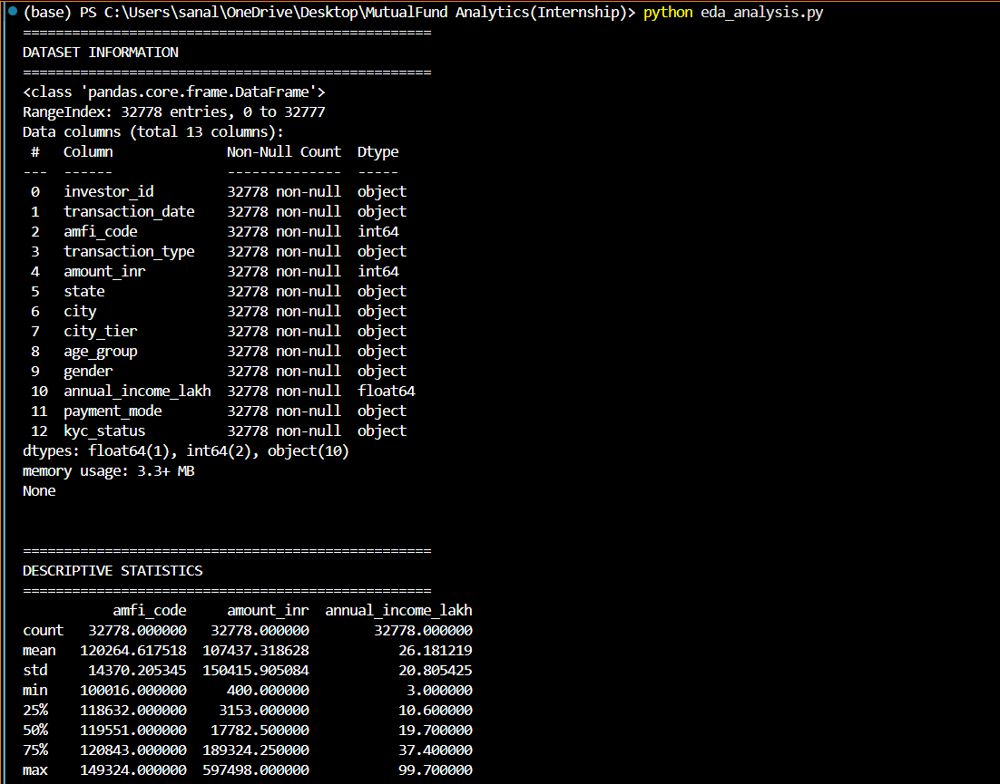 (base) PS C:\Users\sanal\OneDrive\Desktop\MutualFund Analytics(Internship)> python eda_analysis.py
==================================================
DATASET INFORMATION
==================================================
<class 'pandas.core.frame.DataFrame'>
RangeIndex: 32778 entries, 0 to 32777
Data columns (total 13 columns):
 #   Column              Non-Null Count  Dtype
---  ------              --------------  -----
 0   investor_id         32778 non-null  object
 1   transaction_date    32778 non-null  object
 2   amfi_code           32778 non-null  int64
 3   transaction_type    32778 non-null  object
 4   amount_inr          32778 non-null  int64
 5   state               32778 non-null  object
 6   city                32778 non-null  object
 7   city_tier           32778 non-null  object
 8   age_group           32778 non-null  object
 9   gender              32778 non-null  object
 10  annual_income_lakh  32778 non-null  float64
 11  payment_mode        32778 non-null  object
 12  kyc_status          32778 non-null  object
dtypes: float64(1), int64(2), object(10)
memory usage: 3.3+ MB
None
==================================================
DESCRIPTIVE STATISTICS
==================================================
           amfi_code     amount_inr  annual_income_lakh
count   32778.000000   32778.000000        32778.000000
mean   120264.617518  107437.318628           26.181219
std     14370.205345  150415.905084           20.805425
min    100016.000000     400.000000            3.000000
25%    118632.000000    3153.000000           10.600000
50%    119551.000000   17782.500000           19.700000
75%    120843.000000  189324.250000           37.400000
max    149324.000000  597498.000000           99.700000